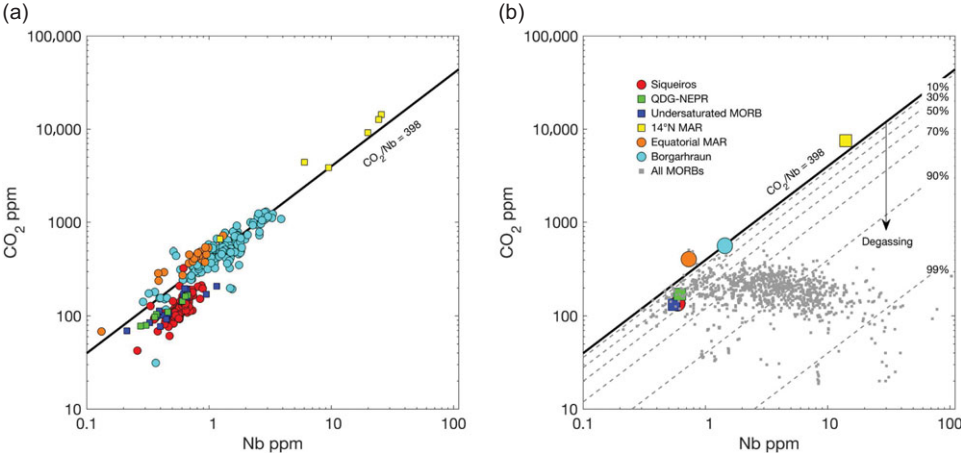 (a)
100,000
10,000
1000
100
10
CO2 ppm
0.1
1
10
100
Nb ppm
CO2/Nb = 398
(b)
100,000
10,000
1000
100
10
CO2 ppm
0.1
1
10
100
Nb ppm
Siqueiros
QDG-NEPR
Undersaturated MORB
14°N MAR
Equatorial MAR
Borgarhraun
All MORBs
CO2/Nb = 398
10%
30%
50%
70%
90%
99%
Degassing